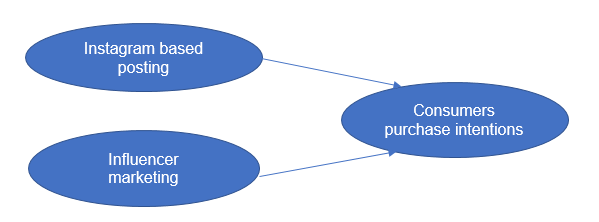 Instagram based
posting
Consumers
purchase intentions
Influencer
marketing